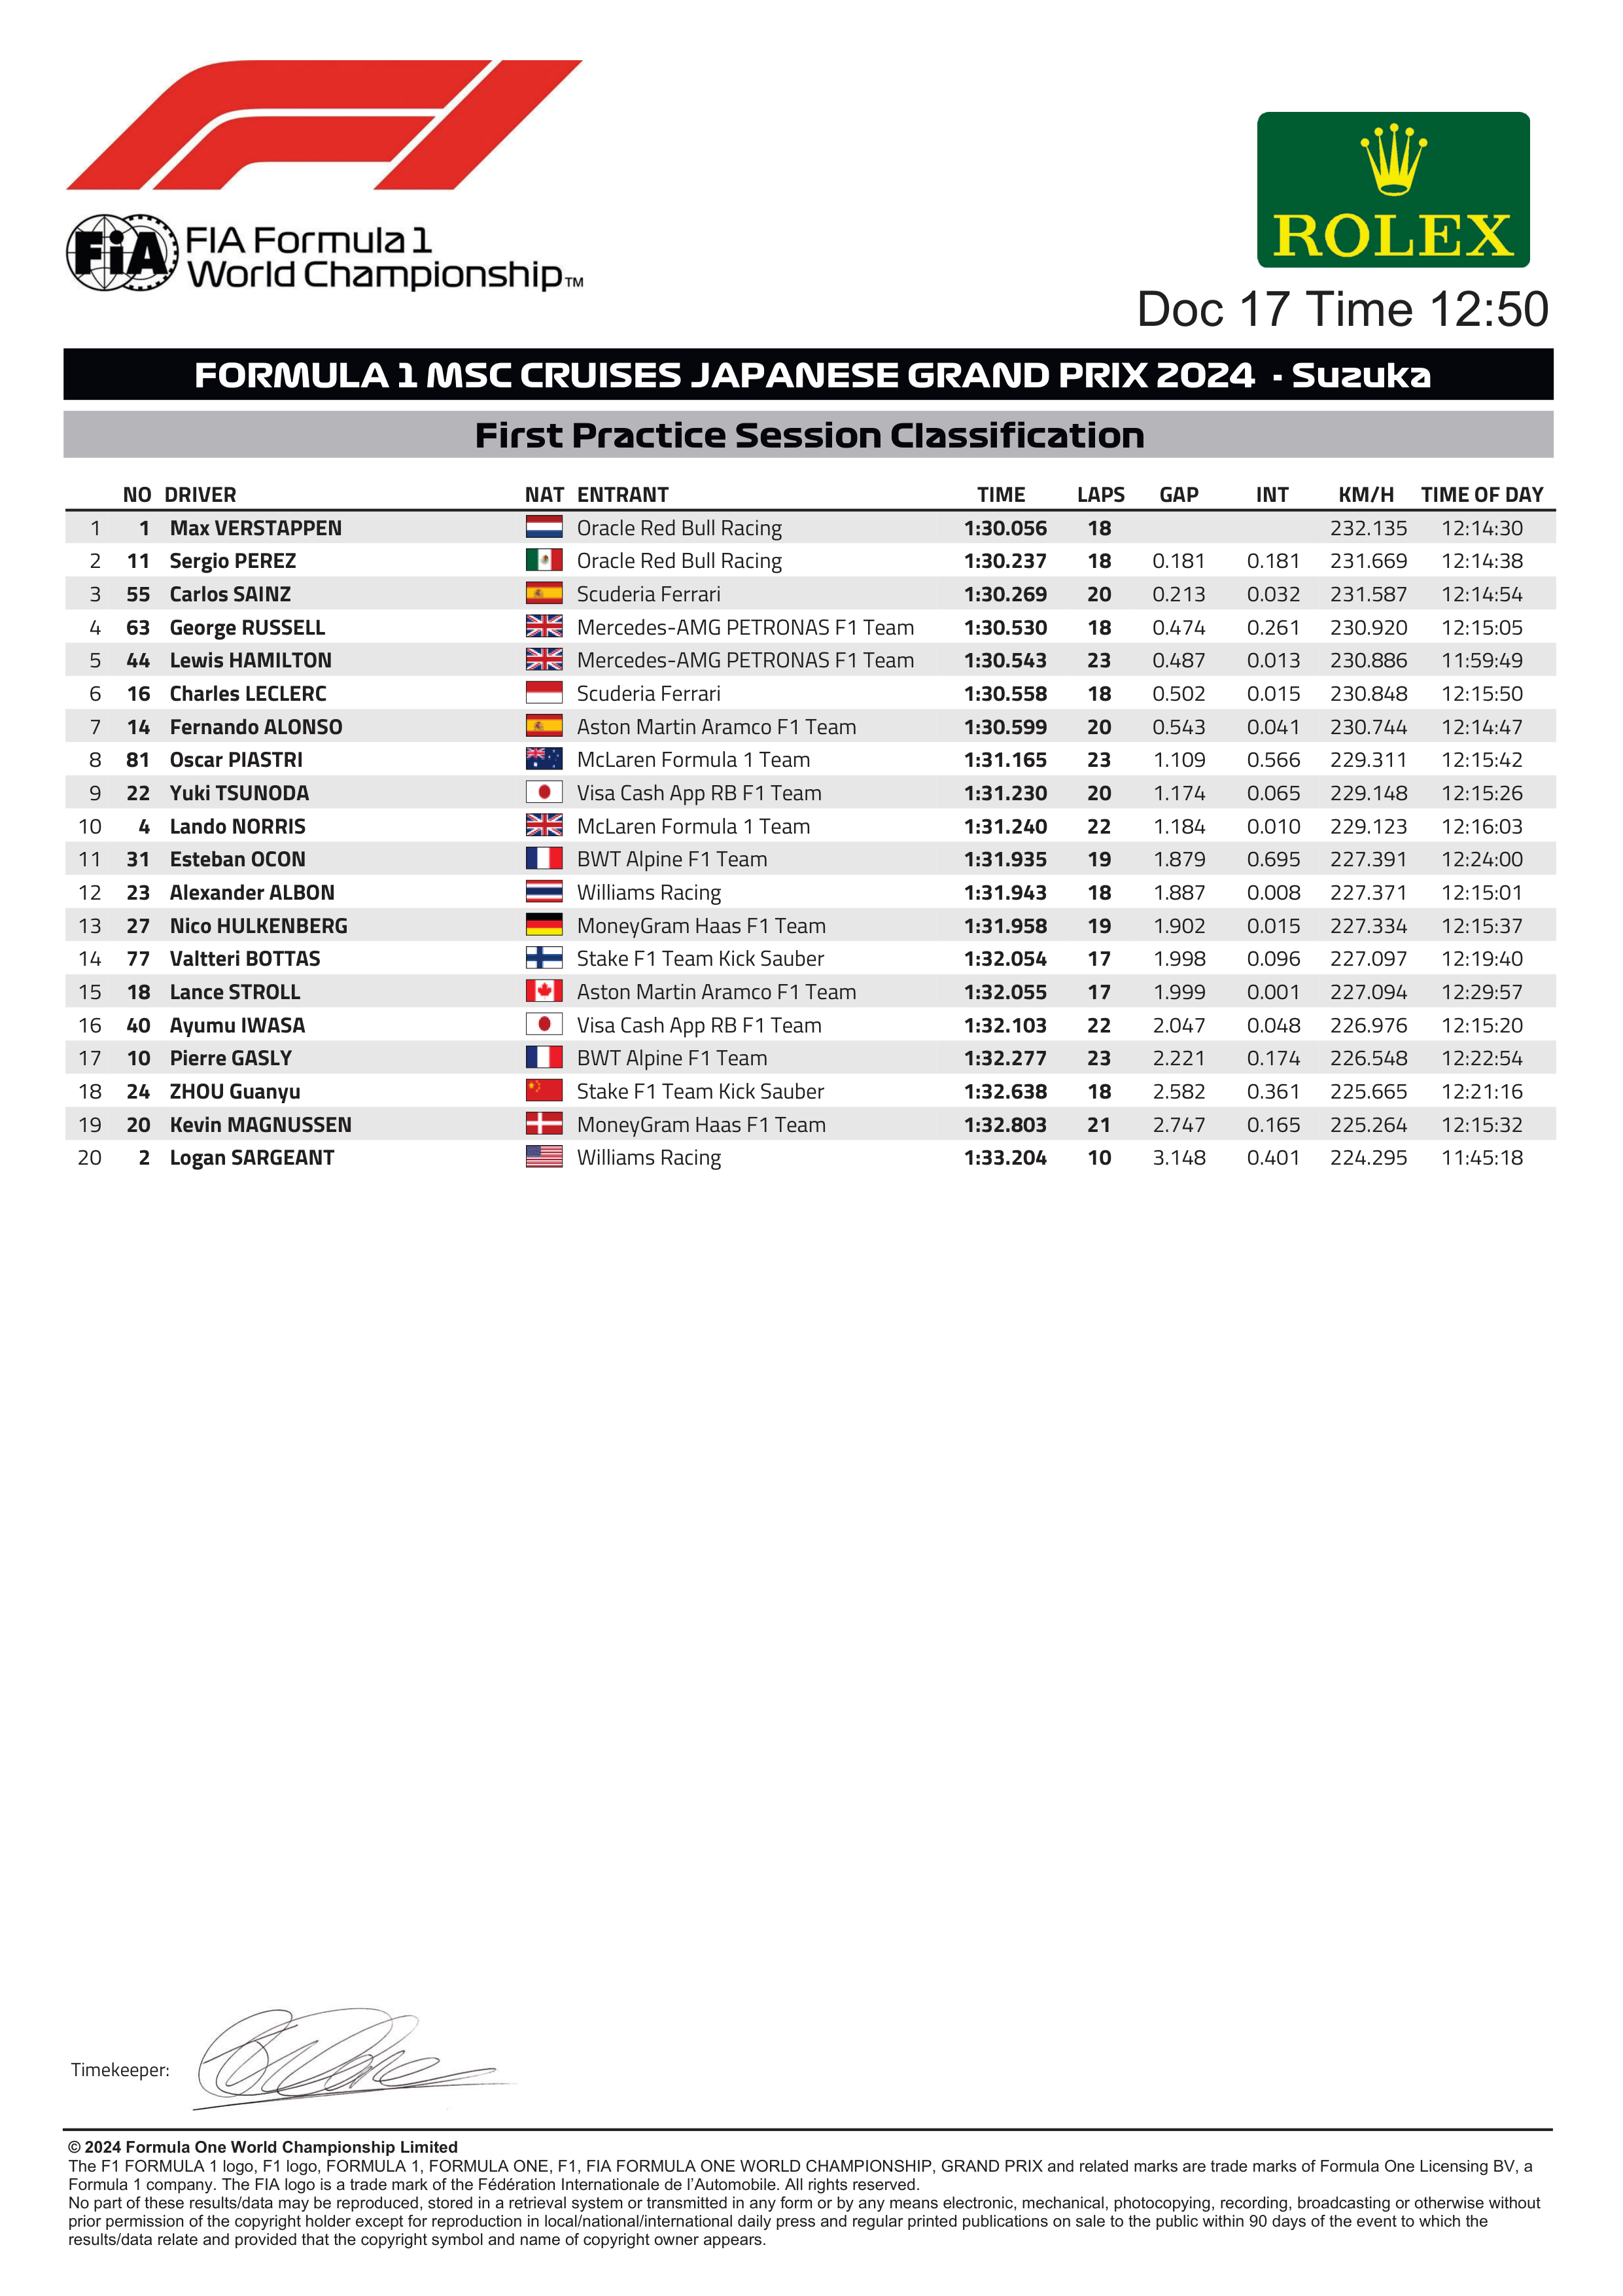 FIA FIA Formula 1
World Championship™
ROLEX
Doc 17 Time 12:50
FORMULA 1 MSC CRUISES JAPANESE GRAND PRIX 2024 - Suzuka
First Practice Session Classification
NO DRIVER NAT ENTRANT TIME LAPS GAP INT KM/H TIME OF DAY
1 1 Max VERSTAPPEN Oracle Red Bull Racing 1:30.056 18 232.135 12:14:30
2 11 Sergio PEREZ Oracle Red Bull Racing 1:30.237 18 0.181 0.181 231.669 12:14:38
3 55 Carlos SAINZ Scuderia Ferrari 1:30.269 20 0.213 0.032 231.587 12:14:54
4 63 George RUSSELL Mercedes-AMG PETRONAS F1 Team 1:30.530 18 0.474 0.261 230.920 12:15:05
5 44 Lewis HAMILTON Mercedes-AMG PETRONAS F1 Team 1:30.543 23 0.487 0.013 230.886 11:59:49
6 16 Charles LECLERC Scuderia Ferrari 1:30.558 18 0.502 0.015 230.848 12:15:50
7 14 Fernando ALONSO Aston Martin Aramco F1 Team 1:30.599 20 0.543 0.041 230.744 12:14:47
8 81 Oscar PIASTRI McLaren Formula 1 Team 1:31.165 23 1.109 0.566 229.311 12:15:42
9 22 Yuki TSUNODA Visa Cash App RB F1 Team 1:31.230 20 1.174 0.065 229.148 12:15:26
10 4 Lando NORRIS McLaren Formula 1 Team 1:31.240 22 1.184 0.010 229.123 12:16:03
11 31 Esteban OCON BWT Alpine F1 Team 1:31.935 19 1.879 0.695 227.391 12:24:00
12 23 Alexander ALBON Williams Racing 1:31.943 18 1.887 0.008 227.371 12:15:01
13 27 Nico HULKENBERG MoneyGram Haas F1 Team 1:31.958 19 1.902 0.015 227.334 12:15:37
14 77 Valtteri BOTTAS Stake F1 Team Kick Sauber 1:32.054 17 1.998 0.096 227.097 12:19:40
15 18 Lance STROLL Aston Martin Aramco F1 Team 1:32.055 17 1.999 0.001 227.094 12:29:57
16 40 Ayumu IWASA Visa Cash App RB F1 Team 1:32.103 22 2.047 0.048 226.976 12:15:20
17 10 Pierre GASLY BWT Alpine F1 Team 1:32.277 23 2.221 0.174 226.548 12:22:54
18 24 ZHOU Guanyu Stake F1 Team Kick Sauber 1:32.638 18 2.582 0.361 225.665 12:21:16
19 20 Kevin MAGNUSSEN MoneyGram Haas F1 Team 1:32.803 21 2.747 0.165 225.264 12:15:32
20 2 Logan SARGEANT Williams Racing 1:33.204 10 3.148 0.401 224.295 11:45:18
Timekeeper:
© 2024 Formula One World Championship Limited
The F1 FORMULA 1 logo, F1 logo, FORMULA 1, FORMULA ONE, F1, FIA FORMULA ONE WORLD CHAMPIONSHIP, GRAND PRIX and related marks are trade marks of Formula One Licensing BV, a
Formula 1 company. The FIA logo is a trade mark of the Fédération Internationale de l'Automobile. All rights reserved.
No part of these results/data may be reproduced, stored in a retrieval system or transmitted in any form or by any means electronic, mechanical, photocopying, recording, broadcasting or otherwise without
prior permission of the copyright holder except for reproduction in local/national/international daily press and regular printed publications on sale to the public within 90 days of the event to which the
results/data relate and provided that the copyright symbol and name of copyright owner appears.